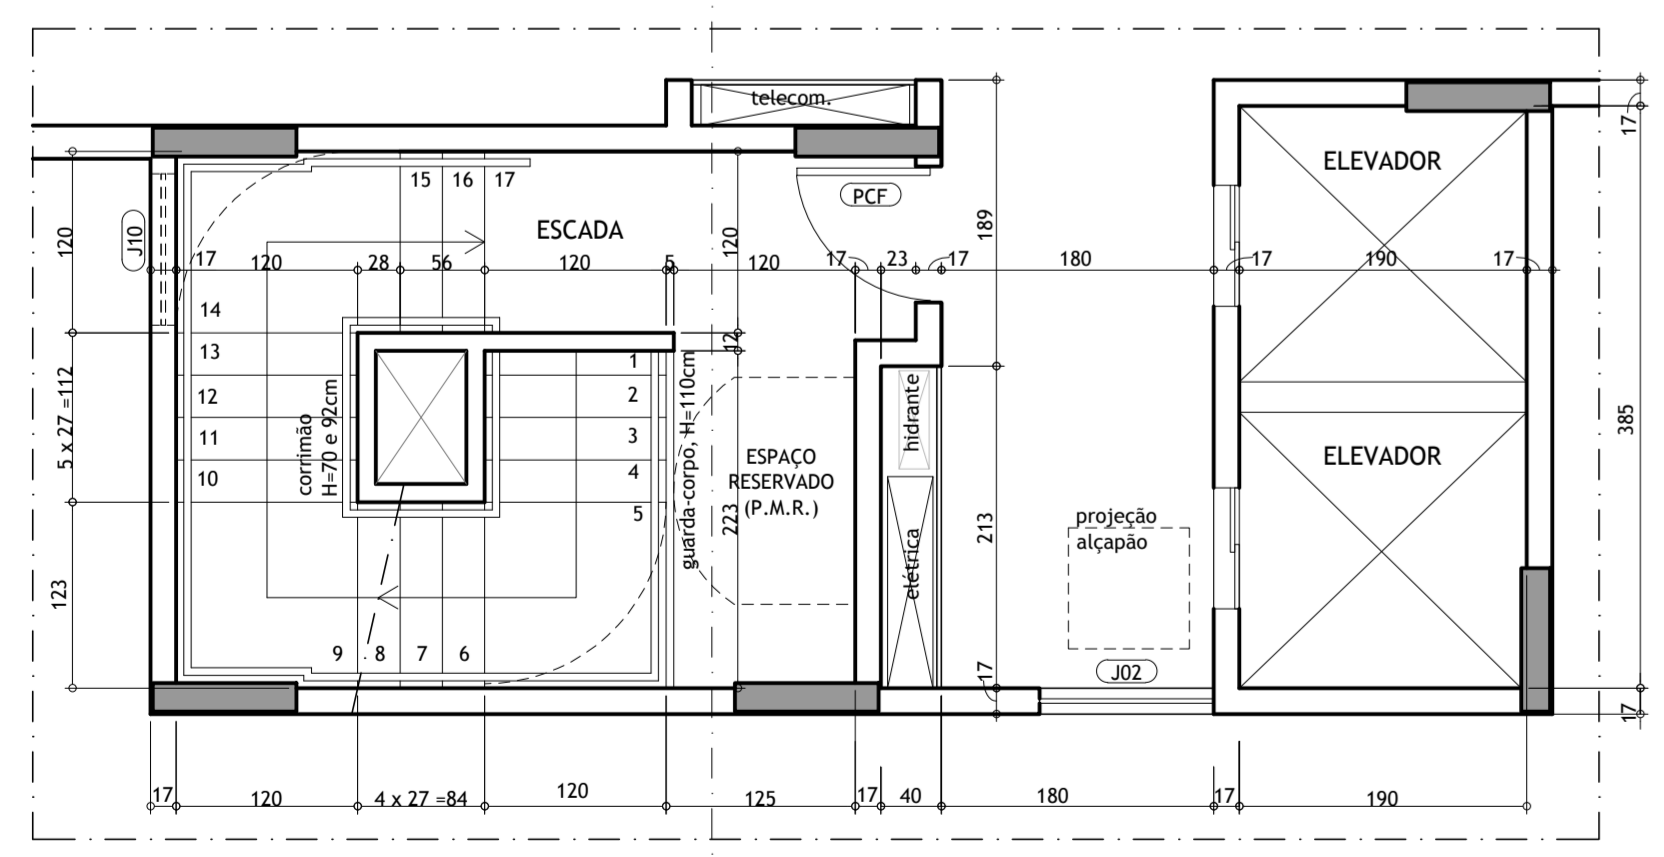 telecom.
15 16 17
PCF
ELEVADOR
17
ESCADA
J10
120
120
189
17 120 28 56 120 5 120 17 23 17 180 17 190 17
14
13
12
11
10
5 x 27 =112
corrimão
H=70 e 92cm
1
2
3
4
5
12
guarda-corpo, H=110cm
hidrante
385
ESPAÇO
RESERVADO
(P.M.R.)
ELEVADOR
223
213
elétrica
projeção
alçapão
123
9 8 7 6
17
J02
17
17 120 4 x 27 =84 120 125 17 40 180 17 190